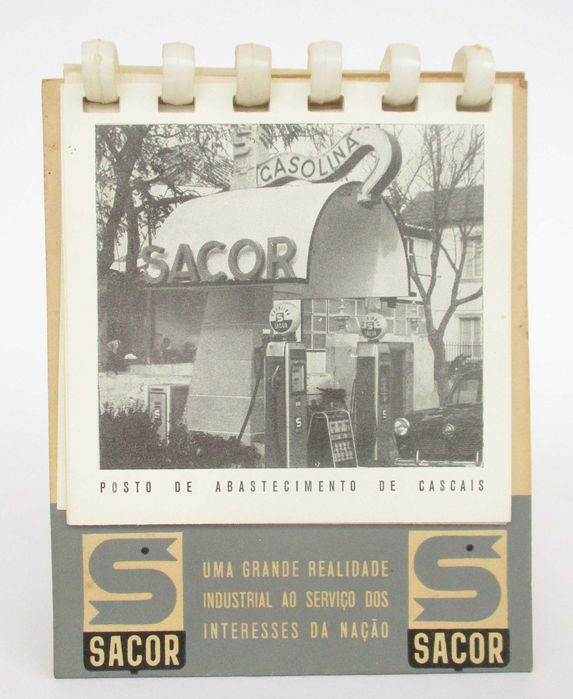 GASOLINA
SACOR
SACOR
SACOR
POSTO DE ABASTECIMENTO DE CASCAIS
S
SACOR
UMA GRANDE REALIDADE
INDUSTRIAL AO SERVIÇO DOS
INTERESSES DA NAÇÃO
S
SACOR